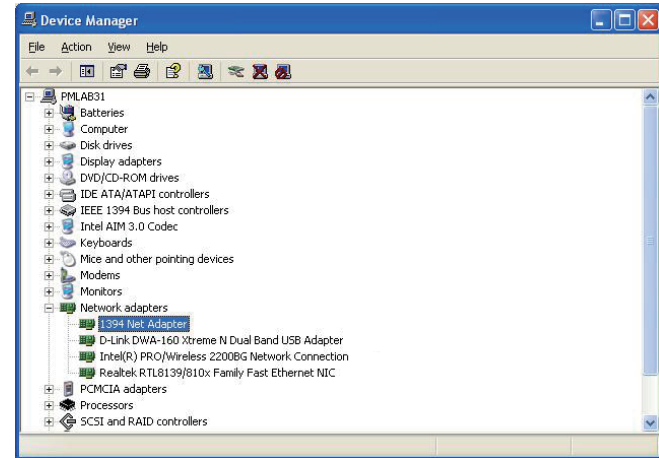 Device Manager
File Action View Help
PMLAB31
Batteries
Computer
Disk drives
Display adapters
DVD/CD-ROM drives
IDE ATA/ATAPI controllers
IEEE 1394 Bus host controllers
Intel AIM 3.0 Codec
Keyboards
Mice and other pointing devices
Modems
Monitors
Network adapters
1394 Net Adapter
D-Link DWA-160 Xtreme N Dual Band USB Adapter
Intel(R) PRO/Wireless 2200BG Network Connection
Realtek RTL8139/810x Family Fast Ethernet NIC
PCMCIA adapters
Processors
SCSI and RAID controllers